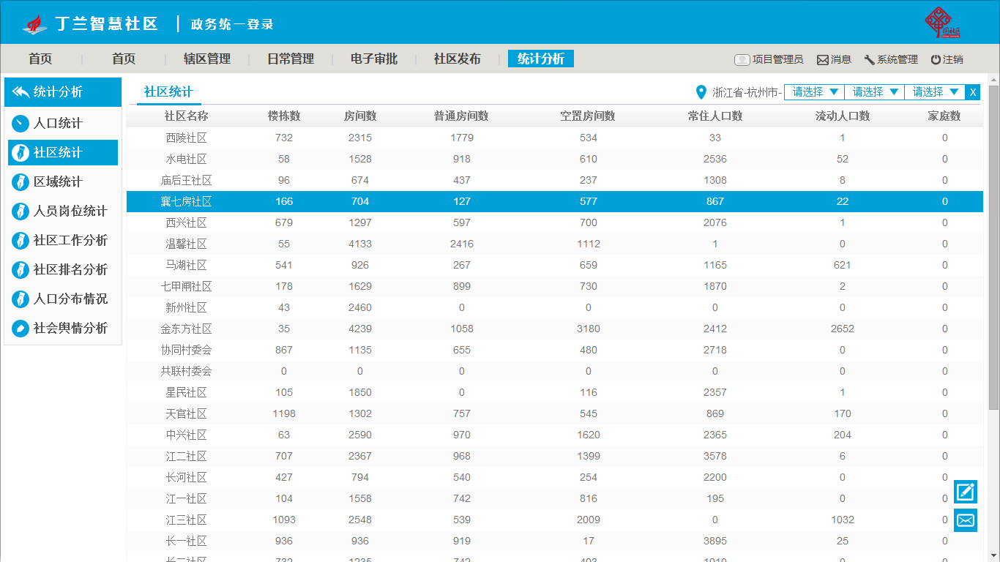 丁兰智慧社区 | 政务统一登录
首页 首页 辖区管理 日常管理 电子审批 社区发布 统计分析 项目管理员 消息 系统管理 注销
统计分析
人口统计
社区统计
区域统计
人员岗位统计
社区工作分析
社区排名分析
人口分布情况
社会舆情分析
社区统计 浙江省-杭州市- 请选择 请选择 请选择 X
社区名称 楼栋数 房间数 普通房间数 空置房间数 常住人口数 流动人口数 家庭数
西陵社区 732 2315 1779 534 33 1 0
水电社区 58 1528 918 610 2536 52 0
庙后王社区 96 674 437 237 1308 8 0
襄七房社区 166 704 127 577 867 22 0
西兴社区 679 1297 597 700 2076 1 0
温馨社区 55 4133 2416 1112 1 0 0
马湖社区 541 926 267 659 1165 621 0
七甲闸社区 178 1629 899 730 1870 2 0
新州社区 43 2460 0 0 0 0 0
金东方社区 35 4239 1058 3180 2412 2652 0
协同村委会 867 1135 655 480 2718 0 0
共联村委会 0 0 0 0 0 0 0
星民社区 105 1850 0 116 2357 1 0
天官社区 1198 1302 757 545 869 170 0
中兴社区 63 2590 970 1620 2365 204 0
江二社区 707 2367 968 1399 3578 6 0
长河社区 427 794 540 254 2200 0 0
江一社区 104 1558 742 816 195 0 0
江三社区 1093 2548 539 2009 0 1032 0
长一社区 936 936 919 17 3895 25 0
长二社区 732 1235 742 493 1910 0 0